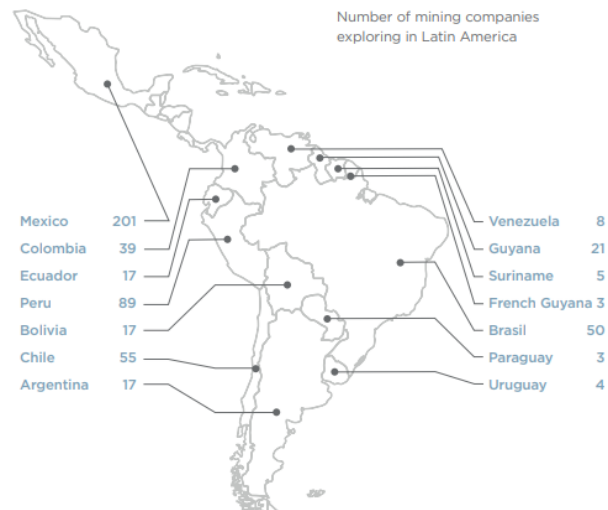 Number of mining companies
exploring in Latin America
Mexico 201
Colombia 39
Ecuador 17
Peru 89
Bolivia 17
Chile 55
Argentina 17
Venezuela 8
Guyana 21
Suriname 5
French Guyana 3
Brasil 50
Paraguay 3
Uruguay 4